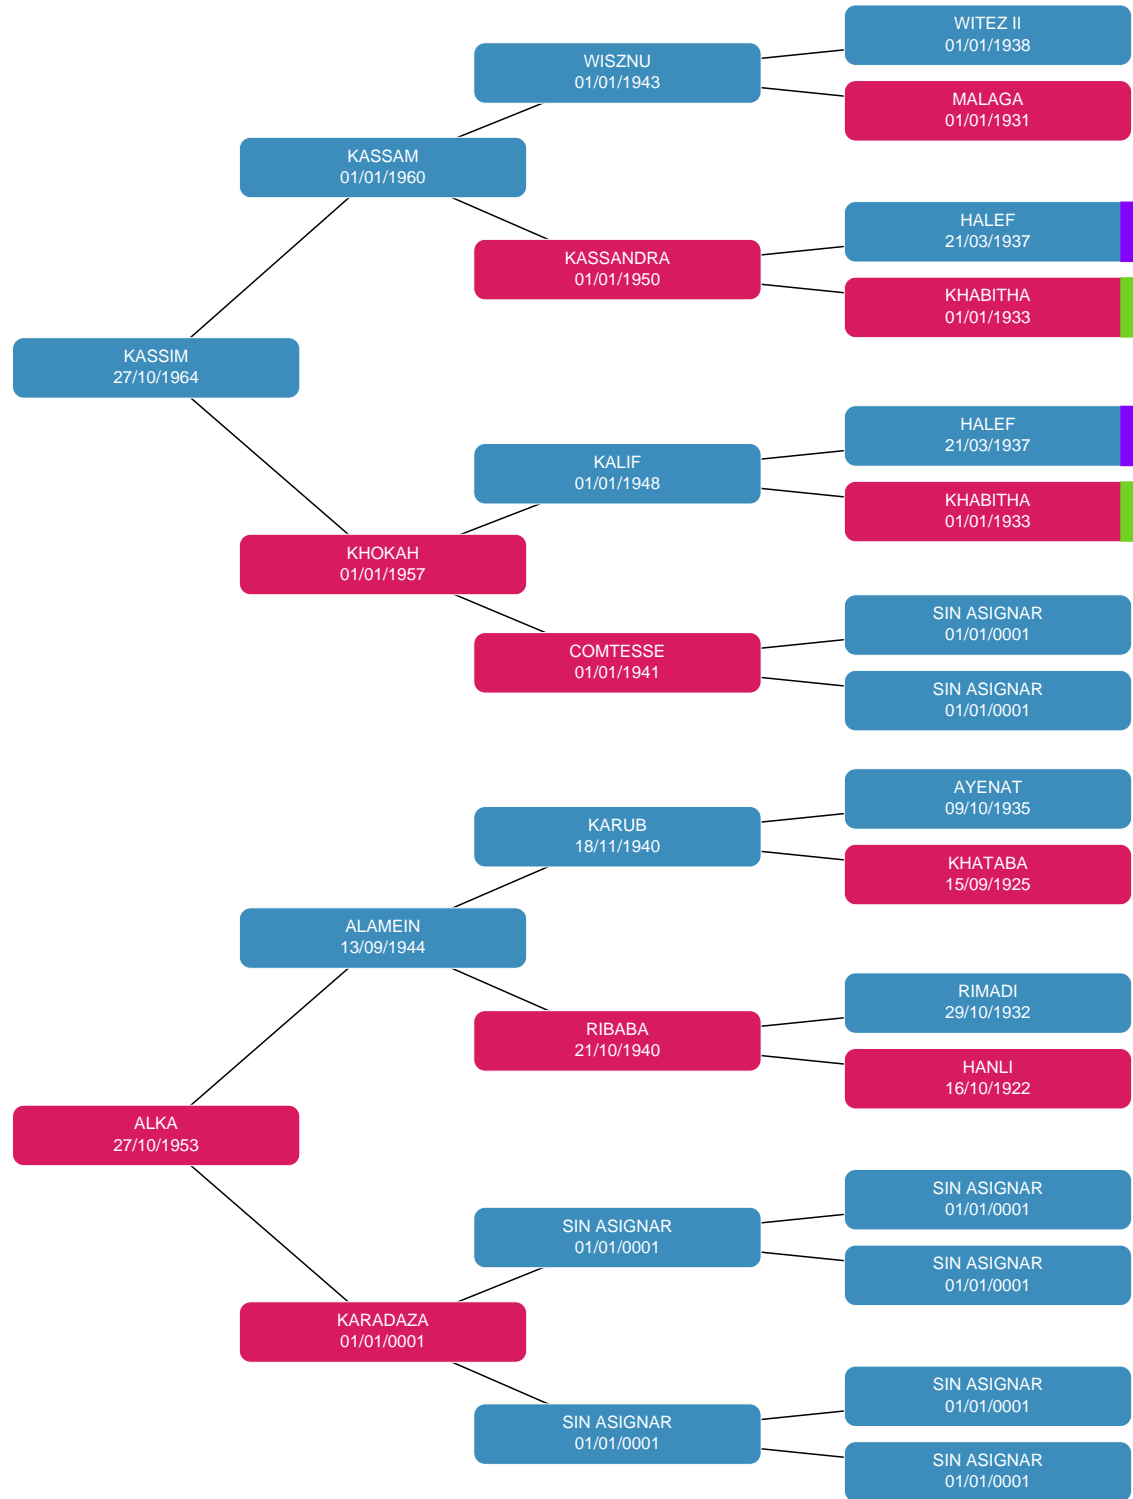 WITEZ II
01/01/1938
WISZNU
01/01/1943
MALAGA
01/01/1931
KASSAM
01/01/1960
HALEF
21/03/1937
KASSANDRA
01/01/1950
KHABITHA
01/01/1933
KASSIM
27/10/1964
HALEF
21/03/1937
KALIF
01/01/1948
KHABITHA
01/01/1933
KHOKAH
01/01/1957
SIN ASIGNAR
01/01/0001
COMTESSE
01/01/1941
SIN ASIGNAR
01/01/0001
AYENAT
09/10/1935
KARUB
18/11/1940
KHATABA
15/09/1925
ALAMEIN
13/09/1944
RIMADI
29/10/1932
RIBABA
21/10/1940
HANLI
16/10/1922
ALKA
27/10/1953
SIN ASIGNAR
01/01/0001
SIN ASIGNAR
01/01/0001
SIN ASIGNAR
01/01/0001
KARADAZA
01/01/0001
SIN ASIGNAR
01/01/0001
SIN ASIGNAR
01/01/0001
SIN ASIGNAR
01/01/0001